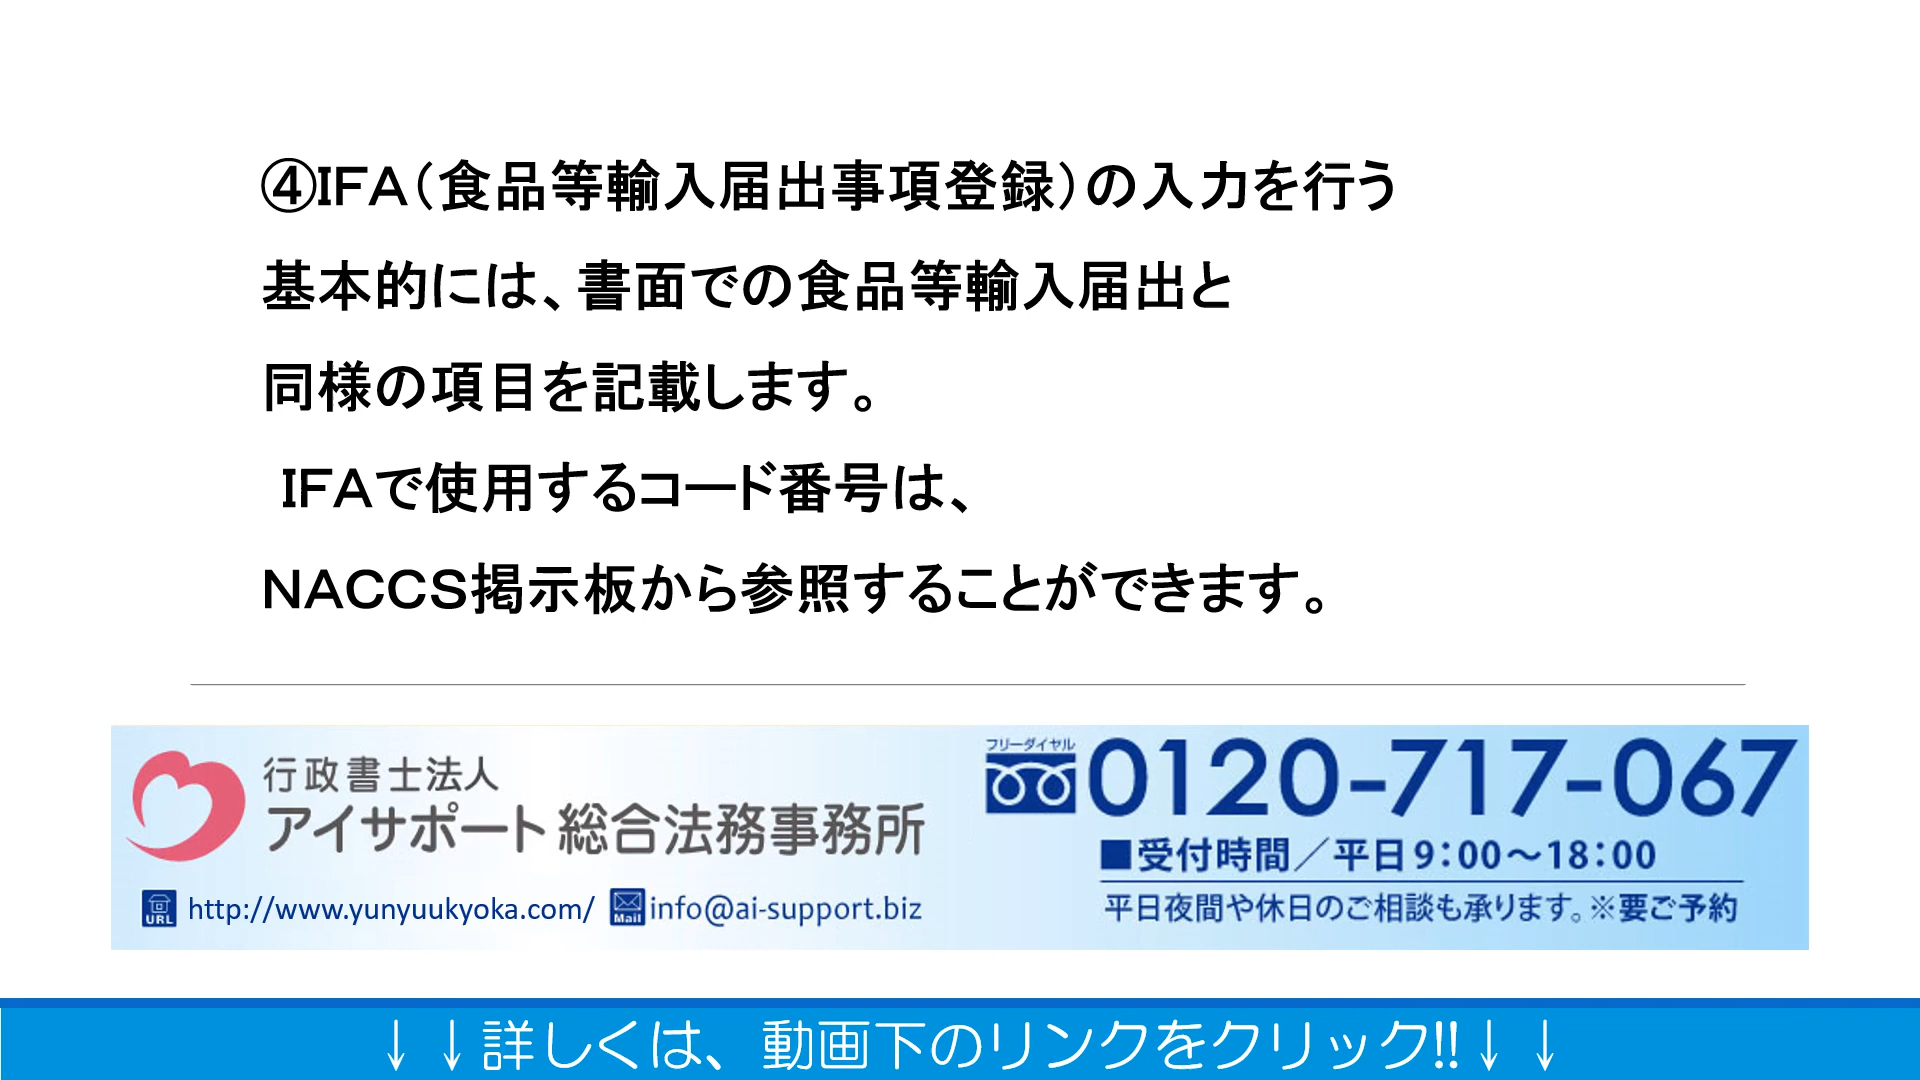 ④IFA（食品等輸入届出事項登録）の入力を行う
基本的には、書面での食品等輸入届出と
同様の項目を記載します。
IFAで使用するコード番号は、
NACCS掲示板から参照することができます。
行政書士法人
アイサポート総合法務事務所
URL http://www.yunyuukyoka.com/ Mail info@ai-support.biz
フリーダイヤル
0120-717-067
■受付時間／平日9：00～18：00
平日夜間や休日のご相談も承ります。※要ご予約
↓↓詳しくは、動画下のリンクをクリック!!↓↓